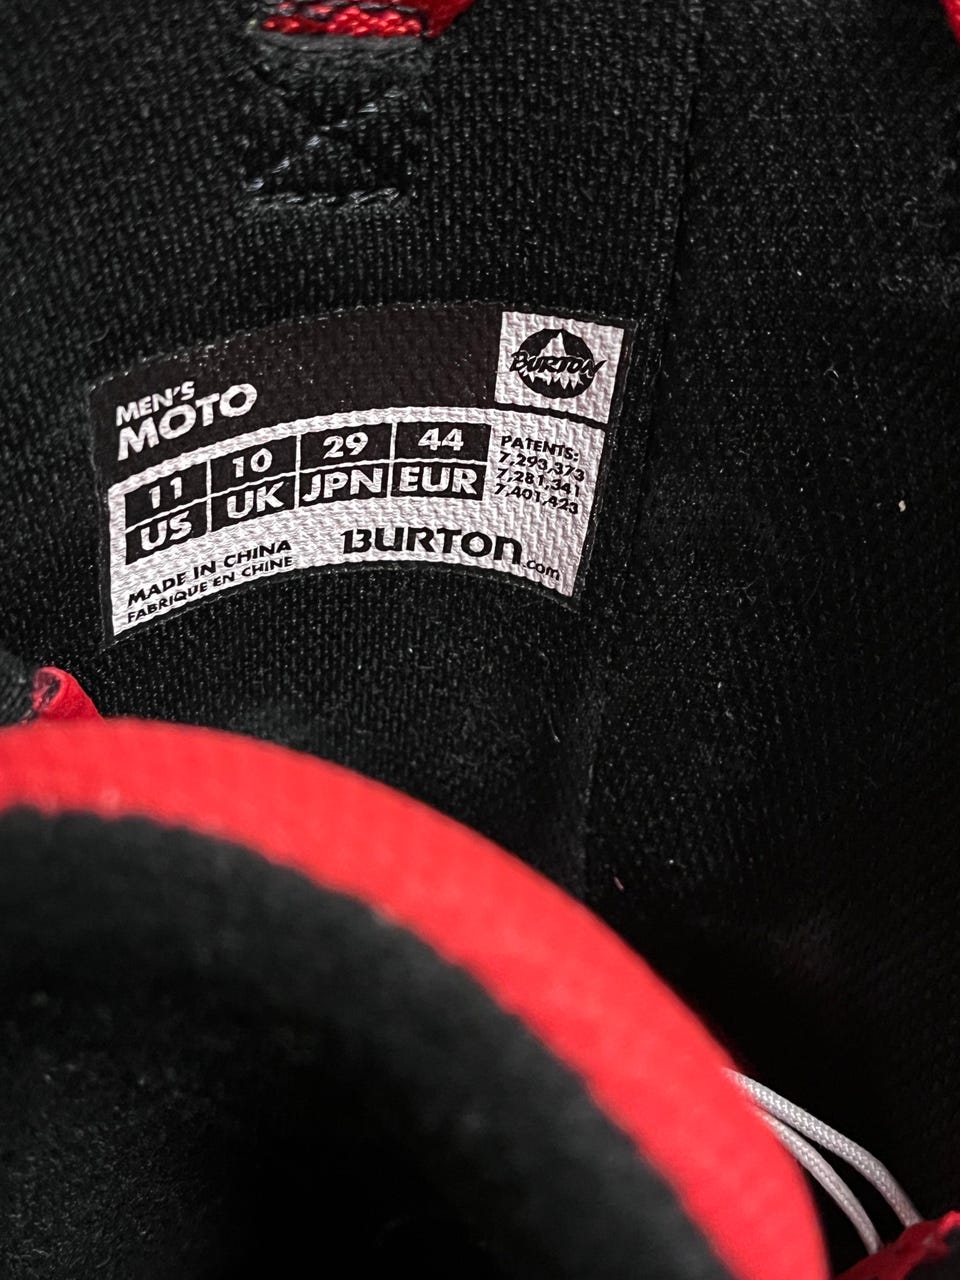 BURTON
MEN'S
MOTO
11 10 29 44
US UK JPN EUR
PATENTS:
7,293,373
7,281,341
7,401,423
MADE IN CHINA
FABRIQUE EN CHINE
BURTON.com